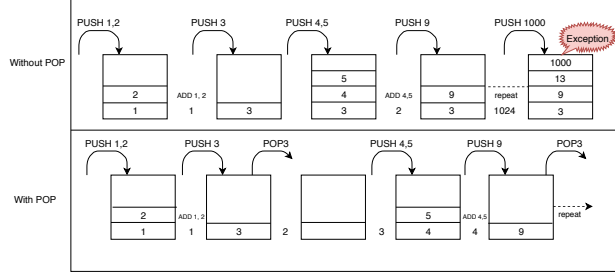 PUSH 1,2 PUSH 3 PUSH 4,5 PUSH 9 PUSH 1000
Exception
Without POP
1000
5 13
2 ADD 1, 2 4 ADD 4,5 9 repeat 9
1 1 3 3 2 3 1024 3
PUSH 1,2 PUSH 3 POP3 PUSH 4,5 PUSH 9 POP3
With POP
2 ADD 1, 2 5 ADD 4,5 repeat
1 1 3 2 3 4 4 9